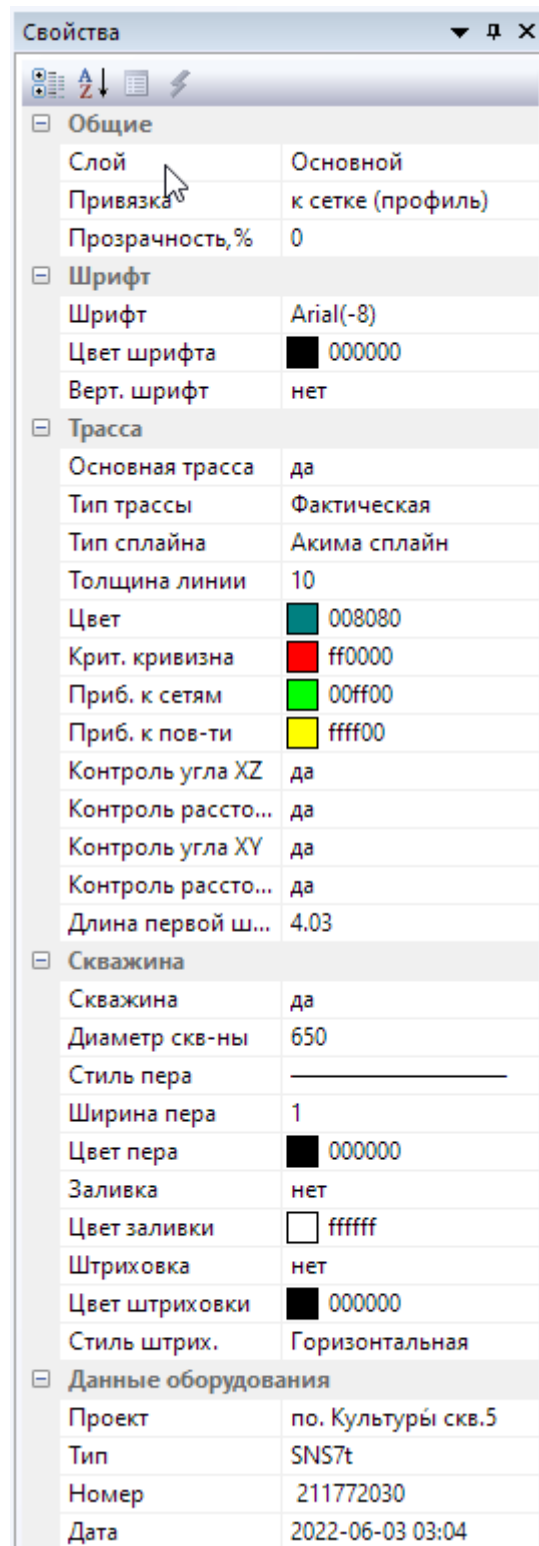 Свойства
Общие
Слой Основной
Привязка к сетке (профиль)
Прозрачность,% 0
Шрифт
Шрифт Arial(-8)
Цвет шрифта 000000
Верт. шрифт нет
Трасса
Основная трасса да
Тип трассы Фактическая
Тип сплайна Акима сплайн
Толщина линии 10
Цвет 008080
Крит. кривизна ff0000
Приб. к сетям 00ff00
Приб. к пов-ти ffff00
Контроль угла XZ да
Контроль рассто... да
Контроль угла XY да
Контроль рассто... да
Длина первой ш... 4.03
Скважина
Скважина да
Диаметр скв-ны 650
Стиль пера
Ширина пера 1
Цвет пера 000000
Заливка нет
Цвет заливки ffffff
Штриховка нет
Цвет штриховки 000000
Стиль штрих. Горизонтальная
Данные оборудования
Проект по. Культуры́ скв.5
Тип SNS7t
Номер 211772030
Дата 2022-06-03 03:04